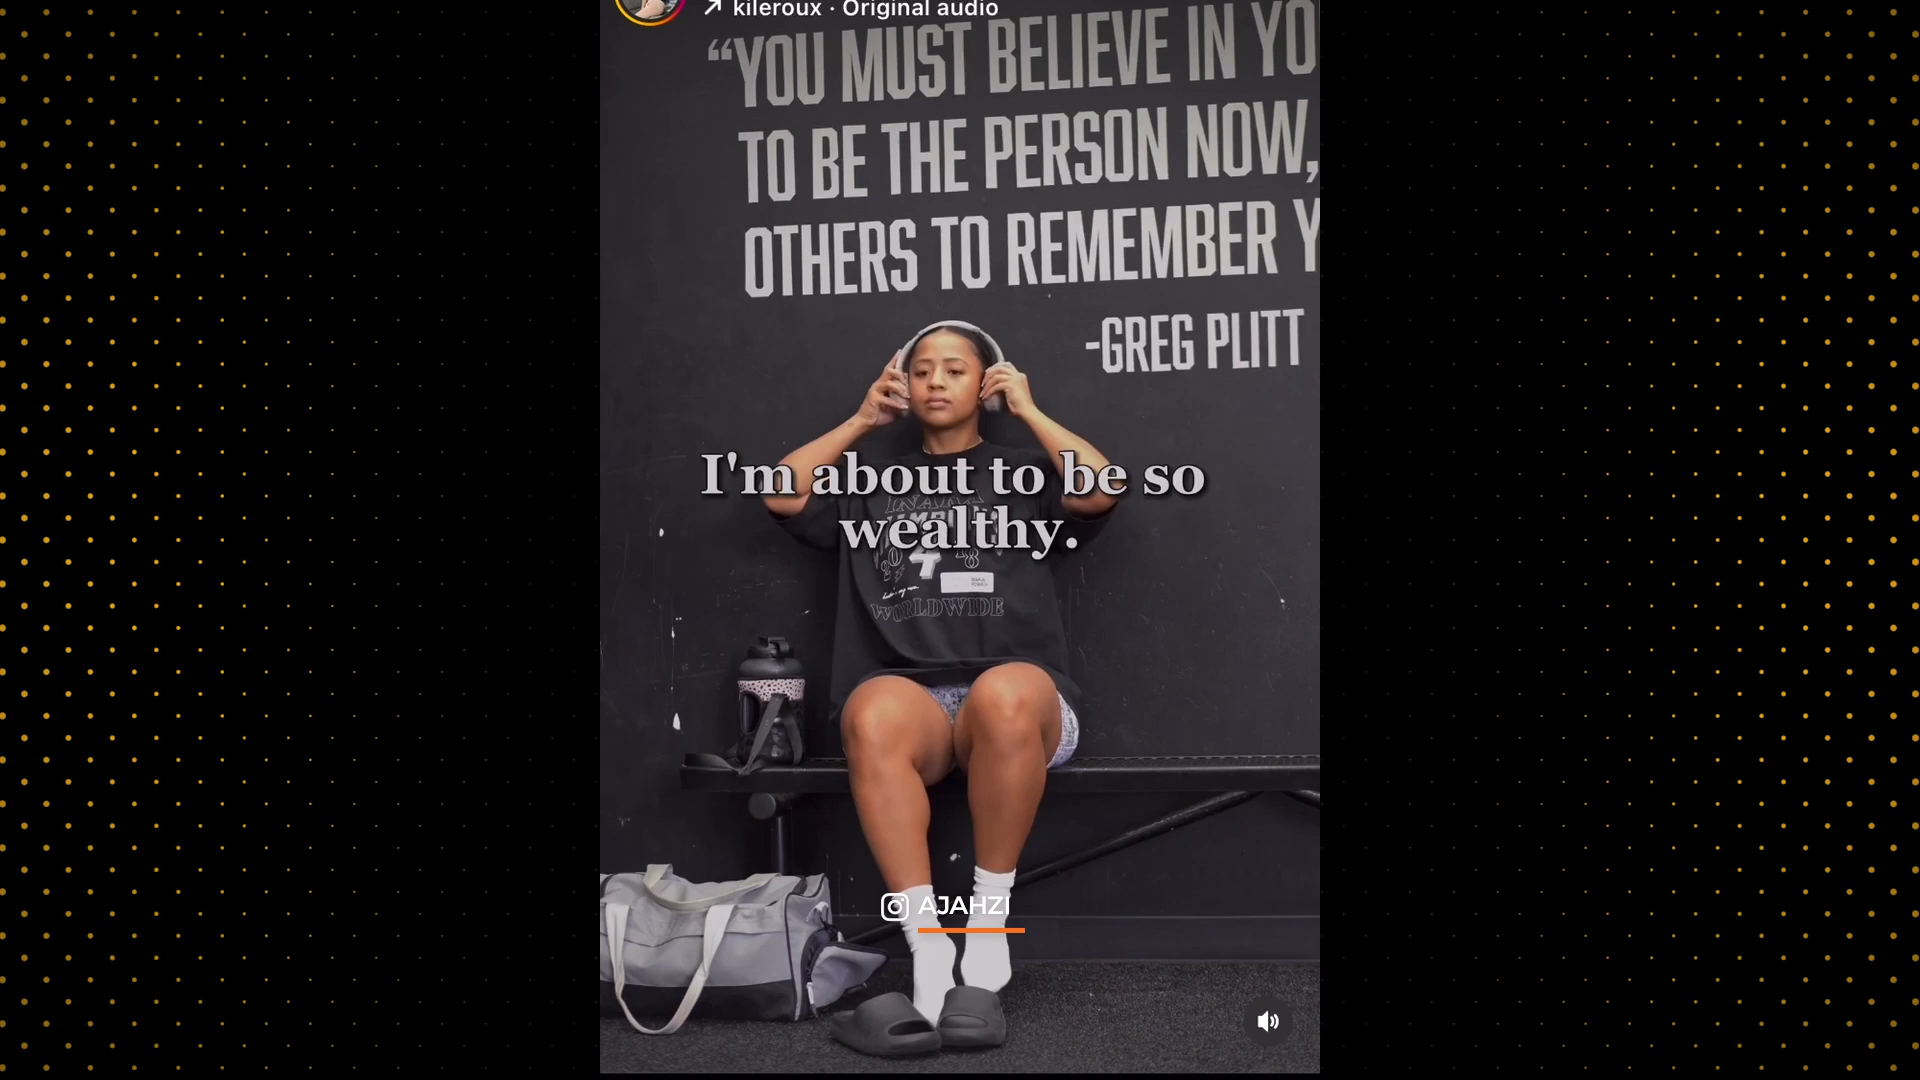 kileroux · Original audio
“YOU MUST BELIEVE IN YO
TO BE THE PERSON NOW,
OTHERS TO REMEMBER Y
-GREG PLITT
I'm about to be so
wealthy.
4
WORLDWIDE
AJAHZI